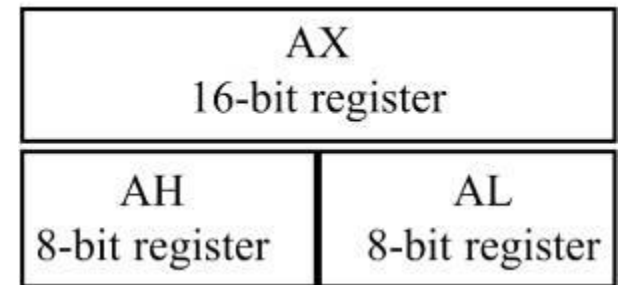 AX
16-bit register
AH
8-bit register
AL
8-bit register